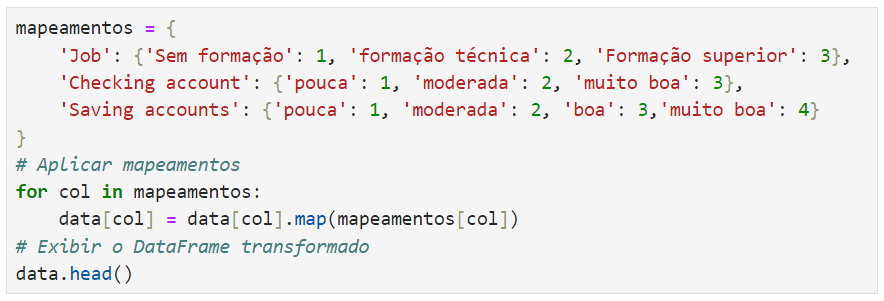 mapeamentos = {
    'Job': {'Sem formação': 1, 'formação técnica': 2, 'Formação superior': 3},
    'Checking account': {'pouca': 1, 'moderada': 2, 'muito boa': 3},
    'Saving accounts': {'pouca': 1, 'moderada': 2, 'boa': 3,'muito boa': 4}
}
# Aplicar mapeamentos
for col in mapeamentos:
    data[col] = data[col].map(mapeamentos[col])
# Exibir o DataFrame transformado
data.head()